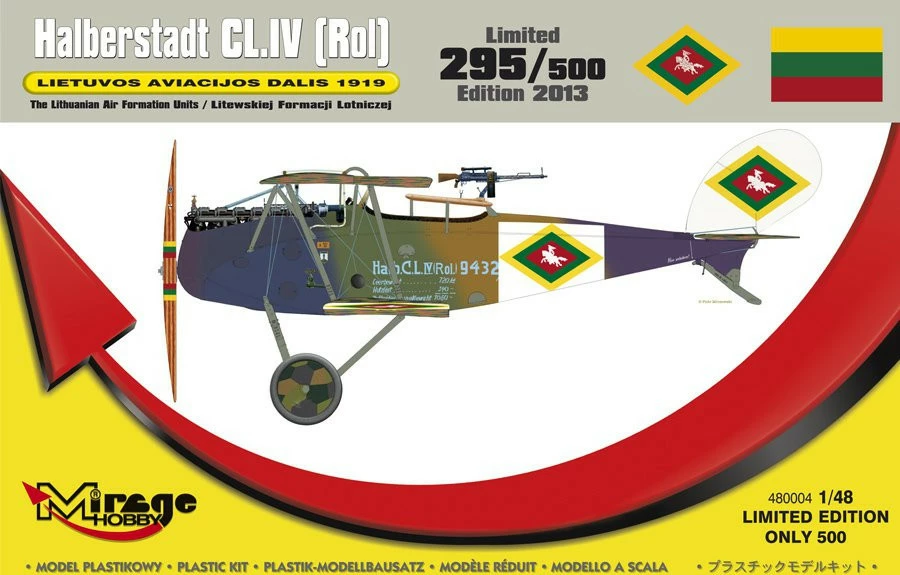 Halberstadt CL.IV (Rol)
LIETUVOS AVIACIJOS DALIS 1919
The Lithuanian Air Formation Units / Litewskiej Formacji Lotniczej
Limited
295/500
Edition 2013
Halb.C.L.IV(Rol.) 9432
Mirage®
HOBBY
480004 1/48
LIMITED EDITION
ONLY 500
• MODEL PLASTIKOWY • PLASTIC KIT • PLASTIK-MODELLBAUSATZ • MODÈLE RÉDUIT • MODELLO A SCALA • プラスチックモデルキット •